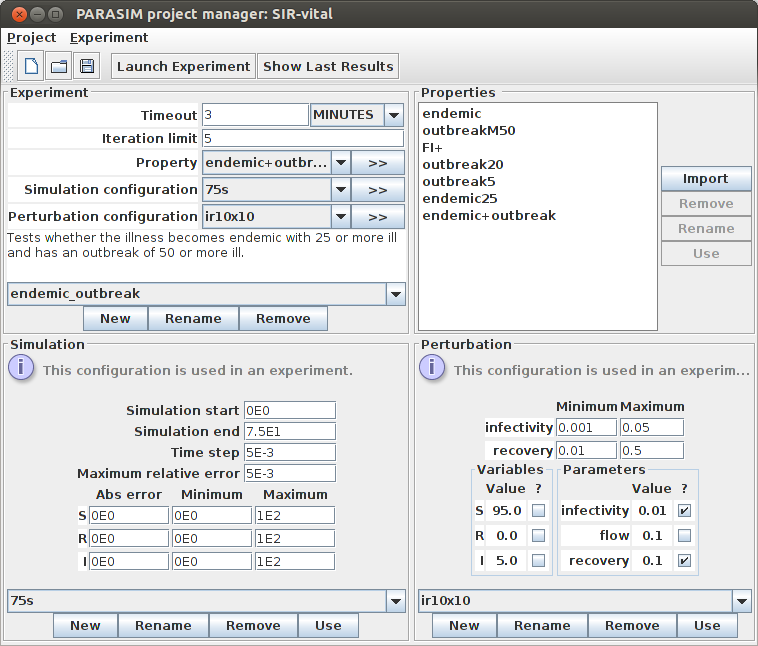 PARASIM project manager: SIR-vital
Project Experiment
Launch Experiment Show Last Results
Experiment
Timeout 3 MINUTES
Iteration limit 5
Property endemic+outbr... >>
Simulation configuration 75s >>
Perturbation configuration ir10x10 >>
Tests whether the illness becomes endemic with 25 or more ill
and has an outbreak of 50 or more ill.
endemic_outbreak
New Rename Remove
Properties
endemic
outbreakM50
FI+
outbreak20
outbreak5
endemic25
endemic+outbreak
Import
Remove
Rename
Use
Simulation
i This configuration is used in an experiment.
Simulation start 0E0
Simulation end 7.5E1
Time step 5E-3
Maximum relative error 5E-3
Abs error Minimum Maximum
S 0E0 0E0 1E2
R 0E0 0E0 1E2
I 0E0 0E0 1E2
75s
New Rename Remove Use
Perturbation
i This configuration is used in an experim...
Minimum Maximum
infectivity 0.001 0.05
recovery 0.01 0.5
Variables
Value ?
S 95.0
R 0.0
I 5.0
Parameters
Value ?
infectivity 0.01
flow 0.1
recovery 0.1
ir10x10
New Rename Remove Use